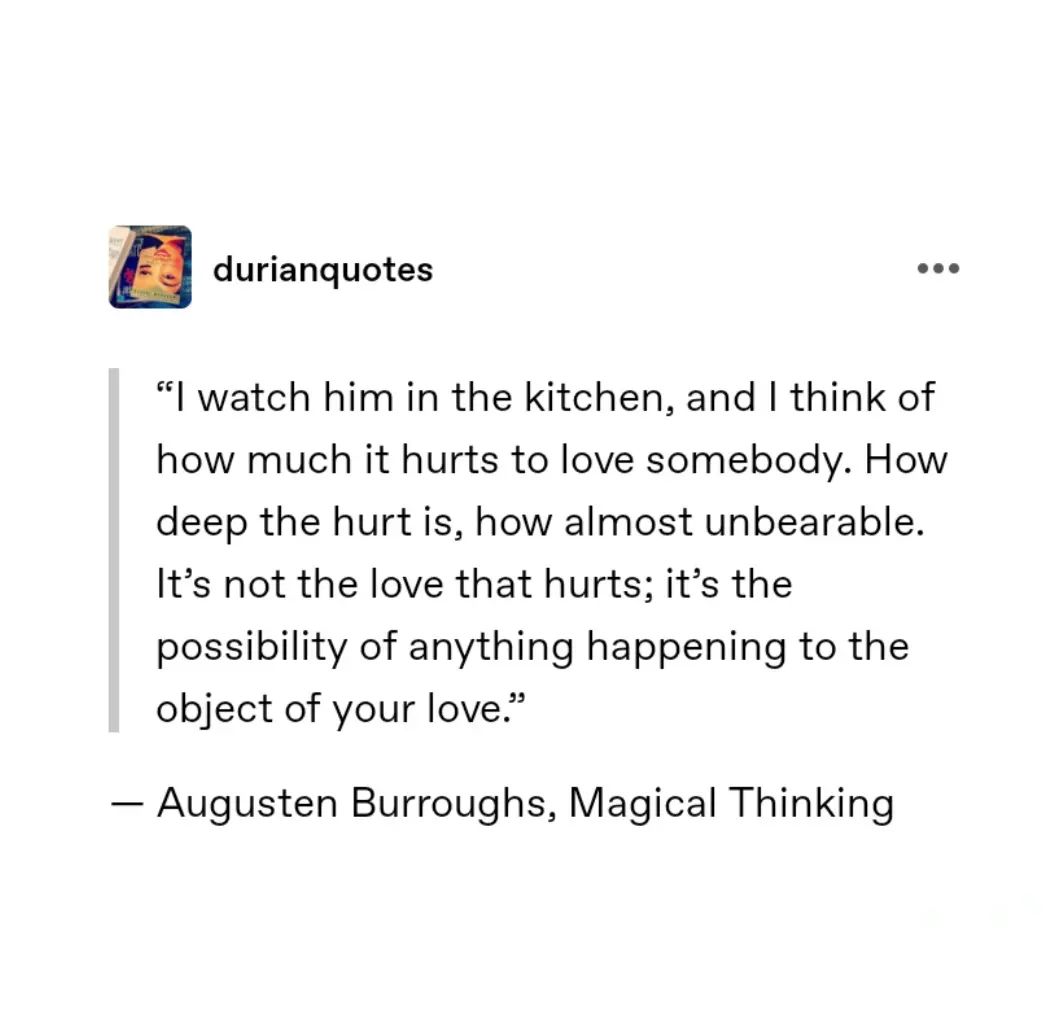 durianquotes
“I watch him in the kitchen, and I think of
how much it hurts to love somebody. How
deep the hurt is, how almost unbearable.
It’s not the love that hurts; it’s the
possibility of anything happening to the
object of your love.”
— Augusten Burroughs, Magical Thinking